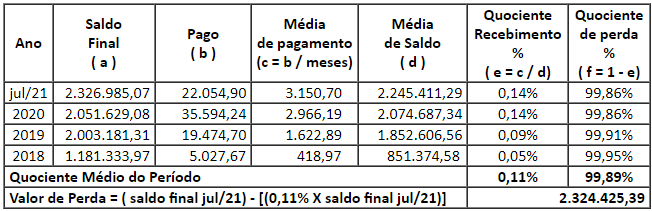 Ano Saldo Final ( a ) Pago ( b ) Média de pagamento (c = b / meses) Média de Saldo ( d ) Quociente Recebimento % ( e = c / d) Quociente de perda % ( f = 1 - e)
jul/21 2.326.985,07 22.054,90 3.150,70 2.245.411,29 0,14% 99,86%
2020 2.051.629,08 35.594,24 2.966,19 2.074.687,34 0,14% 99,86%
2019 2.003.181,31 19.474,70 1.622,89 1.852.606,56 0,09% 99,91%
2018 1.181.333,97 5.027,67 418,97 851.374,58 0,05% 99,95%
Quociente Médio do Período 0,11% 99,89%
Valor de Perda = ( saldo final jul/21) - [(0,11% X saldo final jul/21)] 2.324.425,39